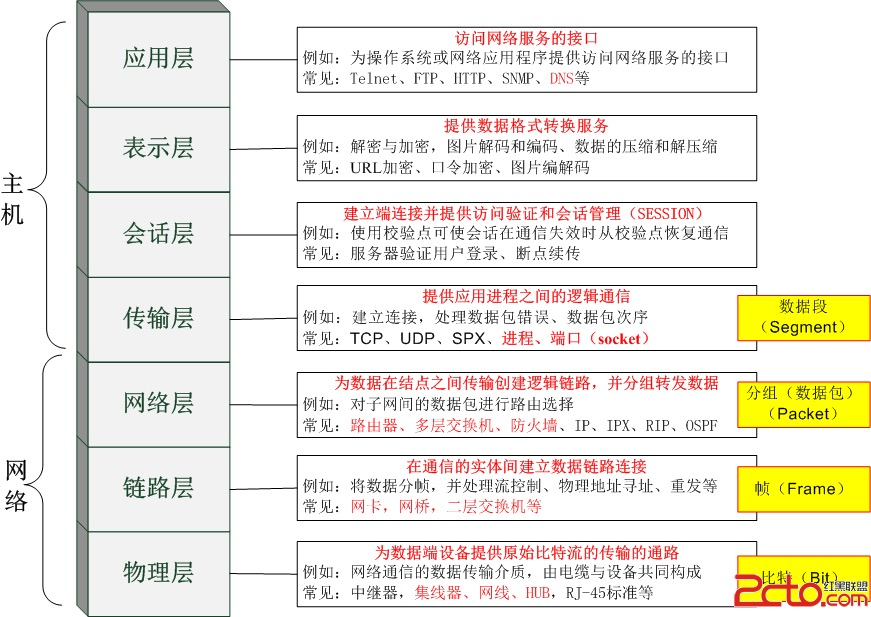 主机
应用层
访问网络服务的接口
例如：为操作系统或网络应用程序提供访问网络服务的接口
常见：Telnet、FTP、HTTP、SNMP、DNS等
表示层
提供数据格式转换服务
例如：解密与加密，图片解码和编码、数据的压缩和解压缩
常见：URL加密、口令加密、图片编解码
会话层
建立端连接并提供访问验证和会话管理（SESSION）
例如：使用校验点可使会话在通信失效时从校验点恢复通信
常见：服务器验证用户登录、断点续传
传输层
提供应用进程之间的逻辑通信
例如：建立连接，处理数据包错误、数据包次序
常见：TCP、UDP、SPX、进程、端口（socket）
数据段
（Segment）
网络
网络层
为数据在结点之间传输创建逻辑链路，并分组转发数据
例如：对子网间的数据包进行路由选择
常见：路由器、多层交换机、防火墙、IP、IPX、RIP、OSPF
分组（数据包）
（Packet）
链路层
在通信的实体间建立数据链路连接
例如：将数据分帧，并处理流控制、物理地址寻址、重发等
常见：网卡，网桥，二层交换机等
帧（Frame）
物理层
为数据端设备提供原始比特流的传输的通路
例如：网络通信的数据传输介质，由电缆与设备共同构成
常见：中继器，集线器、网线、HUB，RJ-45标准等
比特（Bit）
2cto.com
红黑联盟